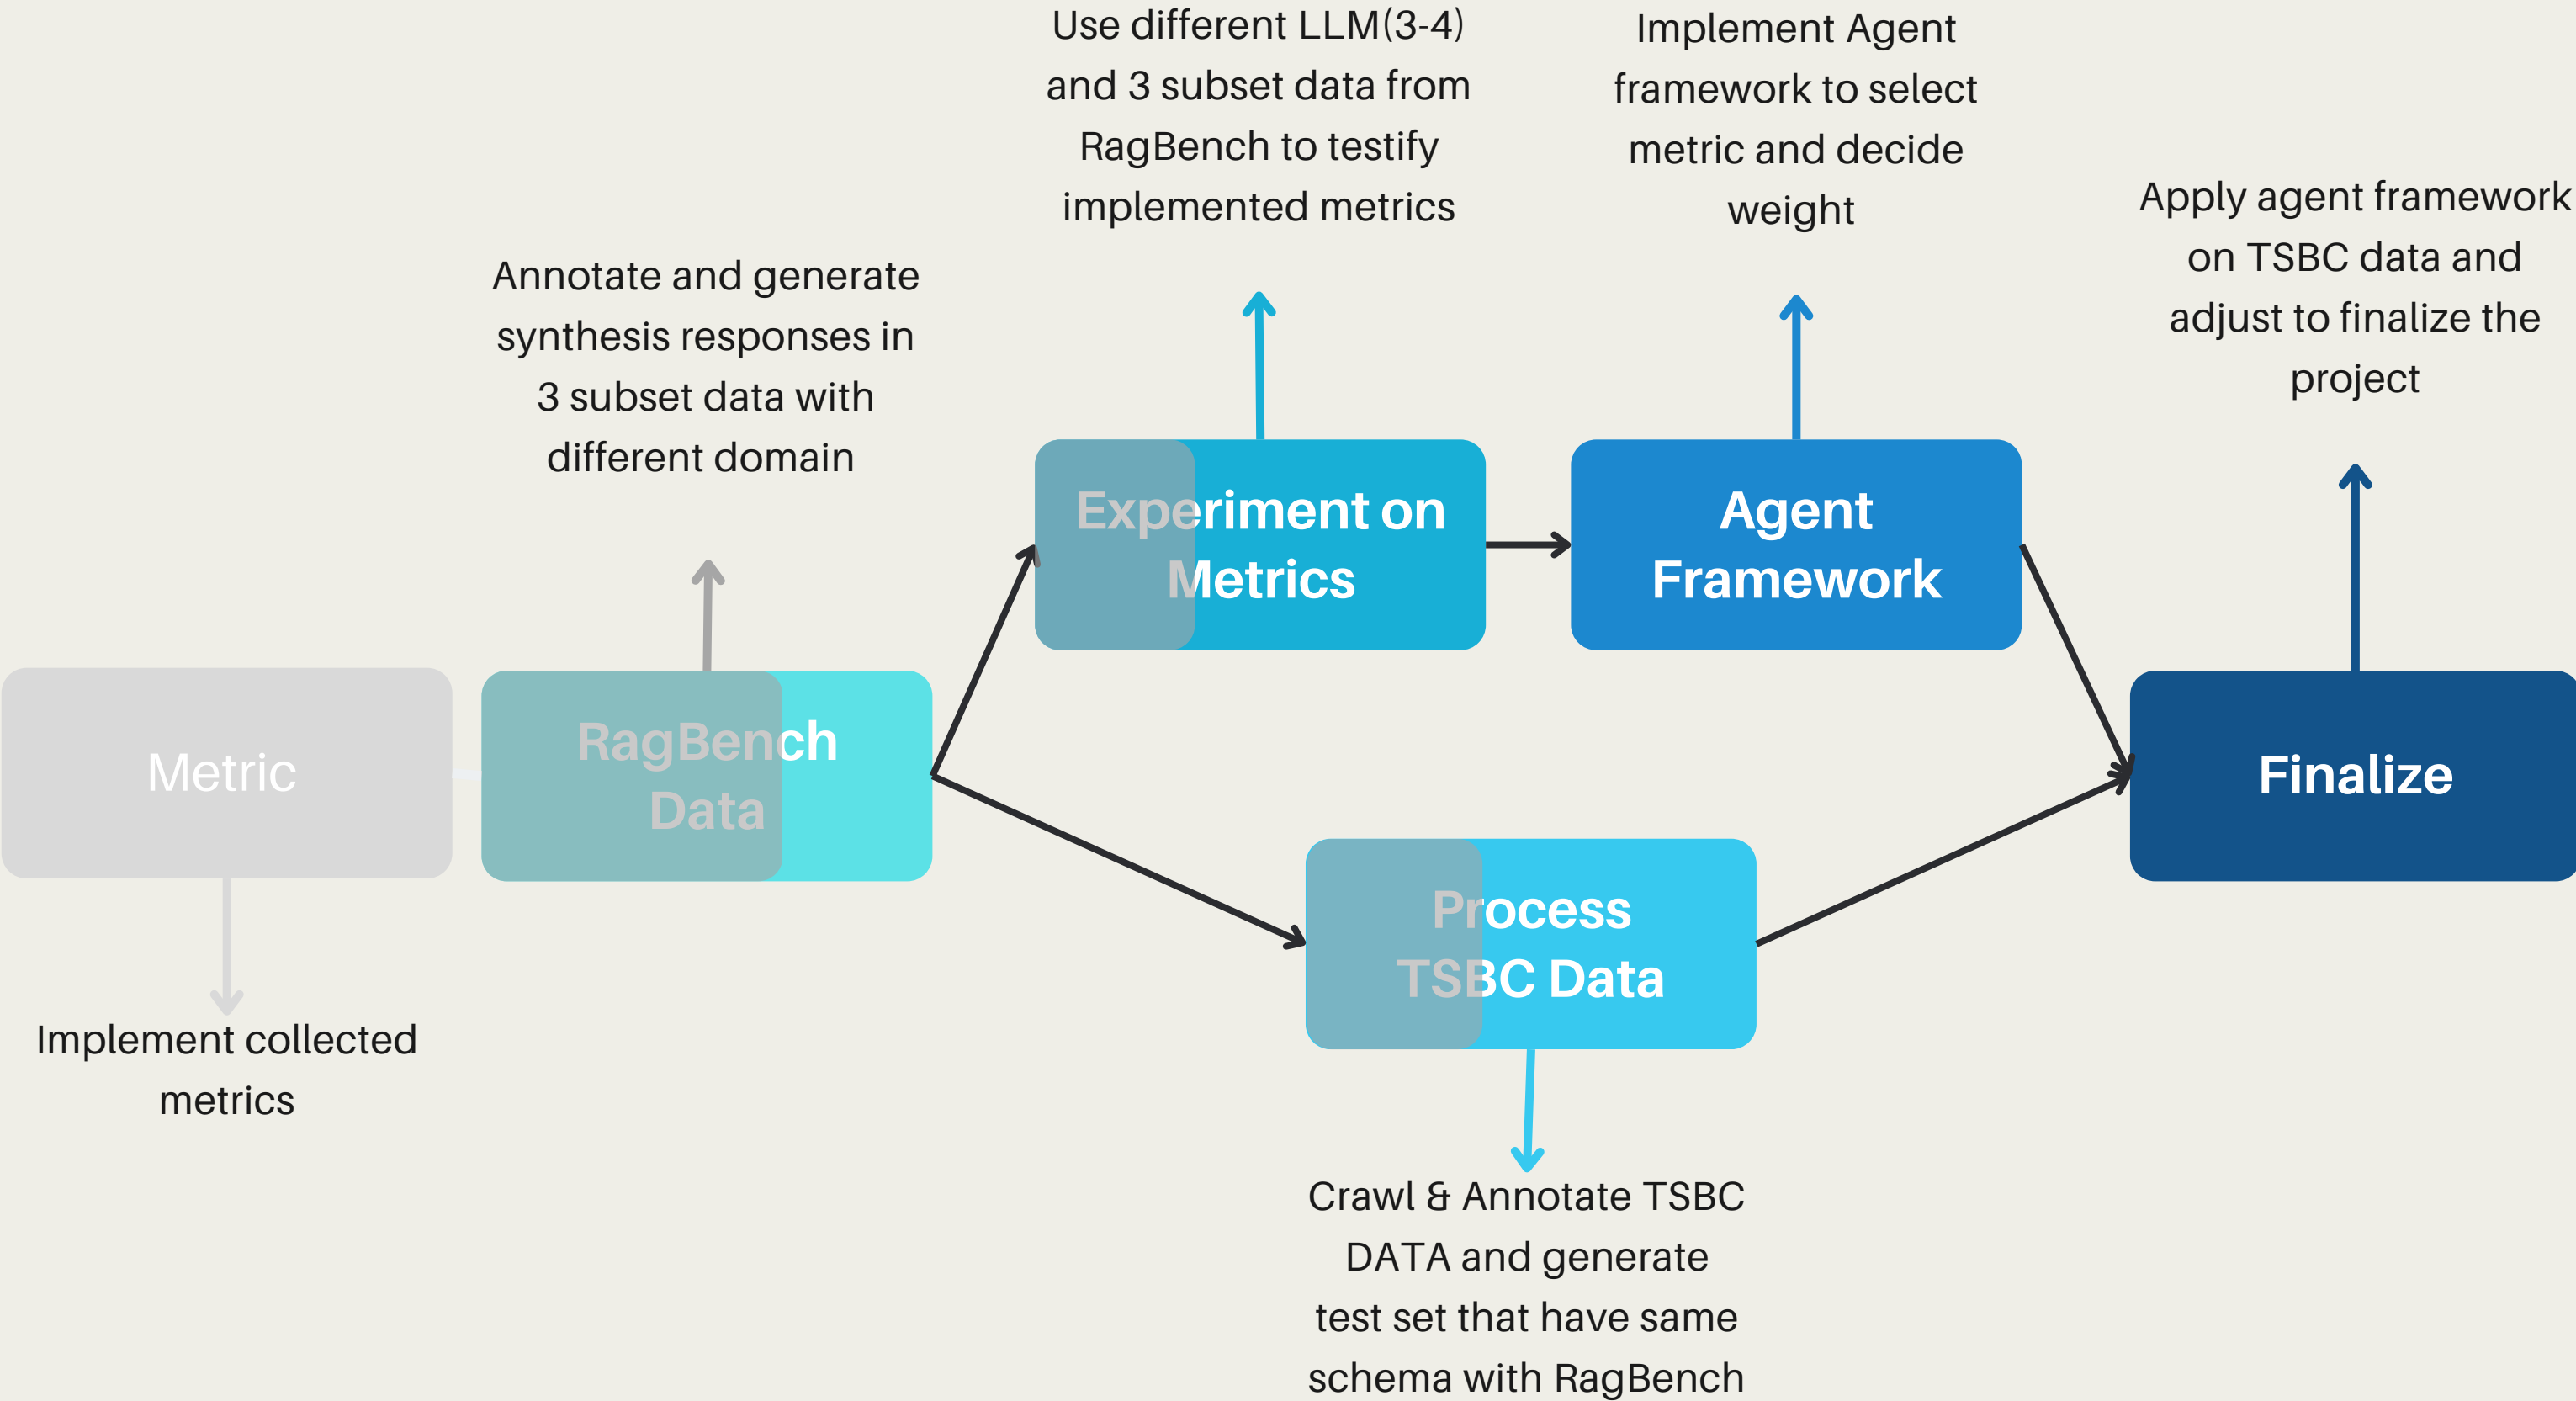 Use different LLM(3-4)
and 3 subset data from
RagBench to testify
implemented metrics
Implement Agent
framework to select
metric and decide
weight
Apply agent framework
on TSBC data and
adjust to finalize the
project
Annotate and generate
synthesis responses in
3 subset data with
different domain
Experiment on
Metrics
Agent
Framework
Metric
RagBench
Data
Finalize
Process
TSBC Data
Implement collected
metrics
Crawl & Annotate TSBC
DATA and generate
test set that have same
schema with RagBench